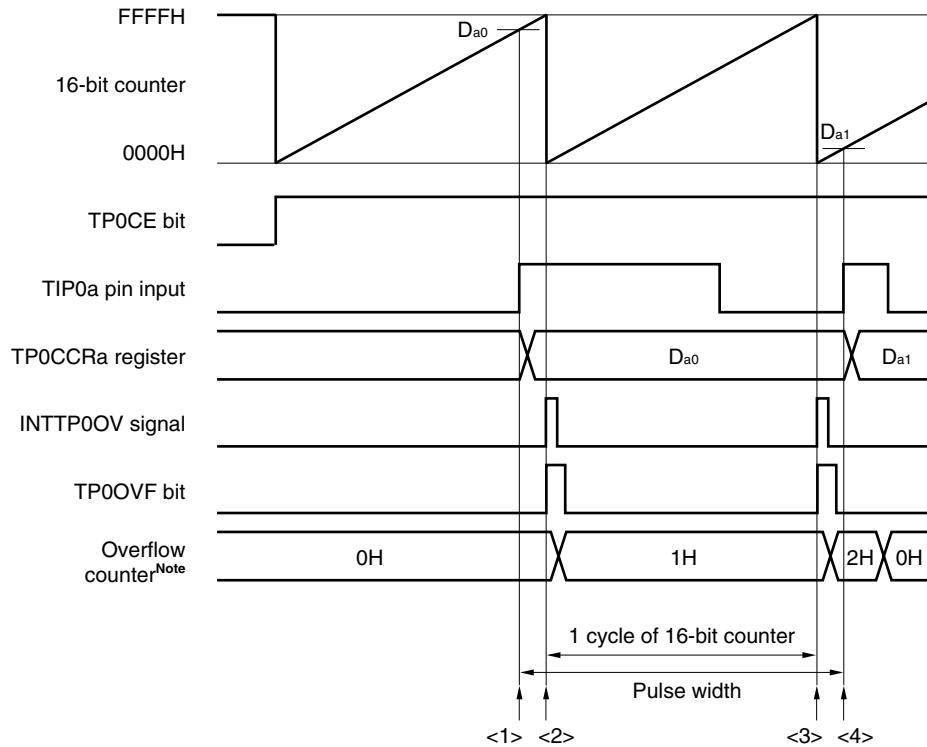 FFFFH
Da0
16-bit counter
Da1
0000H
TP0CE bit
TIP0a pin input
TP0CCRa register
Da0
Da1
INTTP0OV signal
TP0OVF bit
Overflow
counterNote
0H
1H
2H
0H
1 cycle of 16-bit counter
Pulse width
<1>
<2>
<3>
<4>